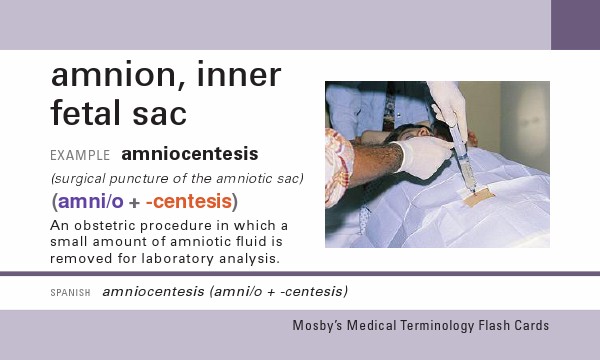 amnion, inner
fetal sac
EXAMPLE amniocentesis
(surgical puncture of the amniotic sac)
(amni/o + -centesis)
An obstetric procedure in which a
small amount of amniotic fluid is
removed for laboratory analysis.
SPANISH amniocentesis (amni/o + -centesis)
Mosby's Medical Terminology Flash Cards